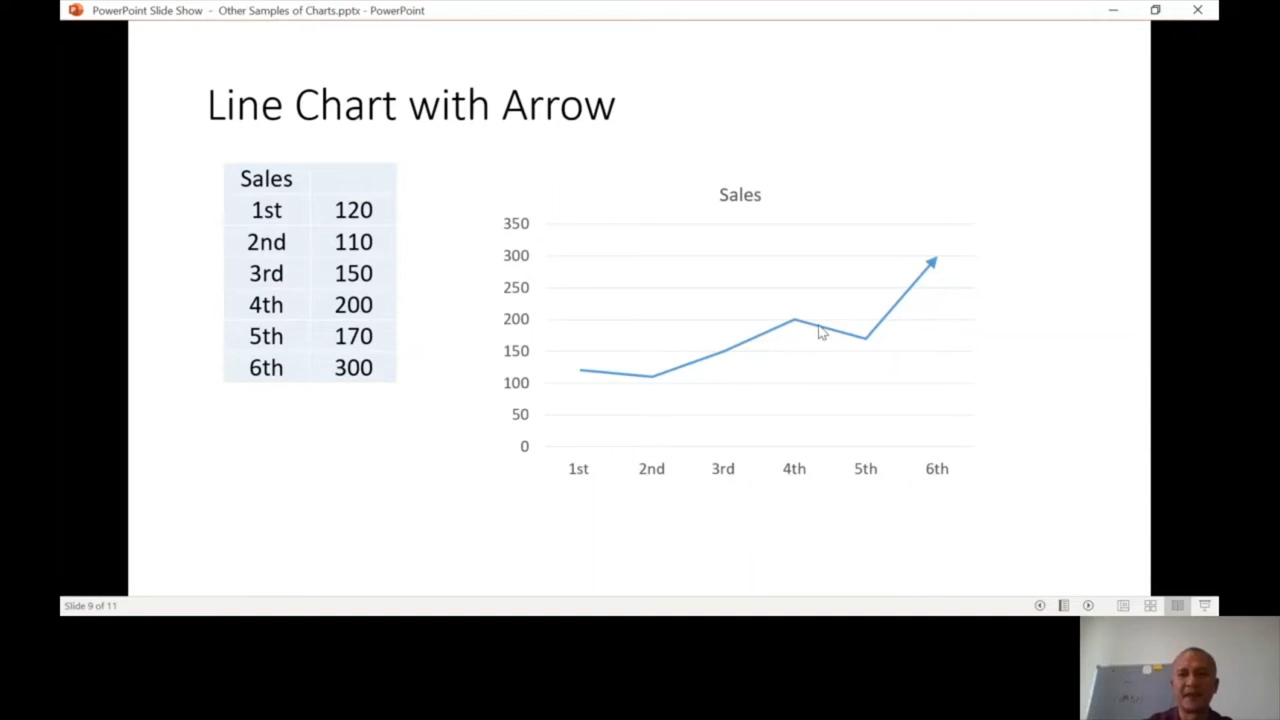 PowerPoint Slide Show - Other Samples of Charts.pptx - PowerPoint
Line Chart with Arrow
Sales
1st 120
2nd 110
3rd 150
4th 200
5th 170
6th 300
Sales
350
300
250
200
150
100
50
0
1st 2nd 3rd 4th 5th 6th
Slide 9 of 11